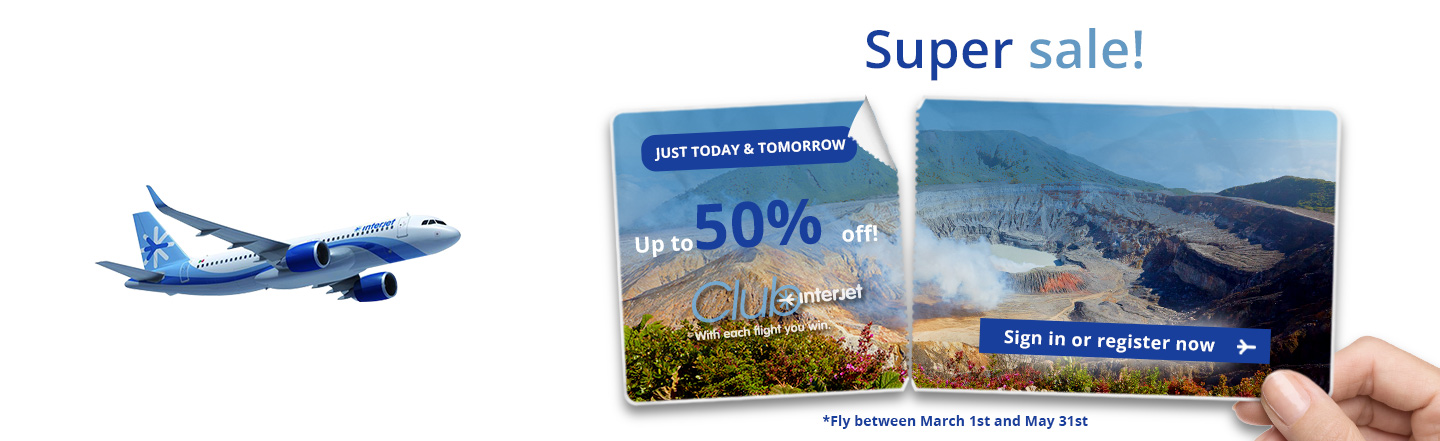 Super sale!
JUST TODAY & TOMORROW
Up to 50% off!
Club interjet
With each flight you win.
Sign in or register now
*Fly between March 1st and May 31st
interjet